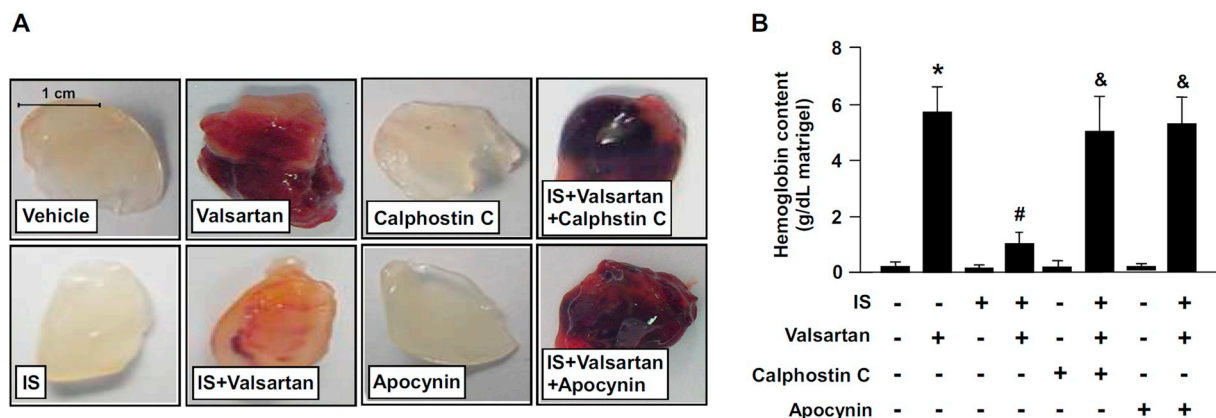 A
1 cm
Vehicle
Valsartan
Calphostin C
IS+Valsartan
+Calphstin C
IS
IS+Valsartan
Apocynin
IS+Valsartan
+Apocynin
B
Hemoglobin content
(g/dL matrigel)
8
6
4
2
0
*
#
&
&
IS - - + + - + - +
Valsartan - + - + - + - +
Calphostin C - - - - + + - -
Apocynin - - - - - - + +